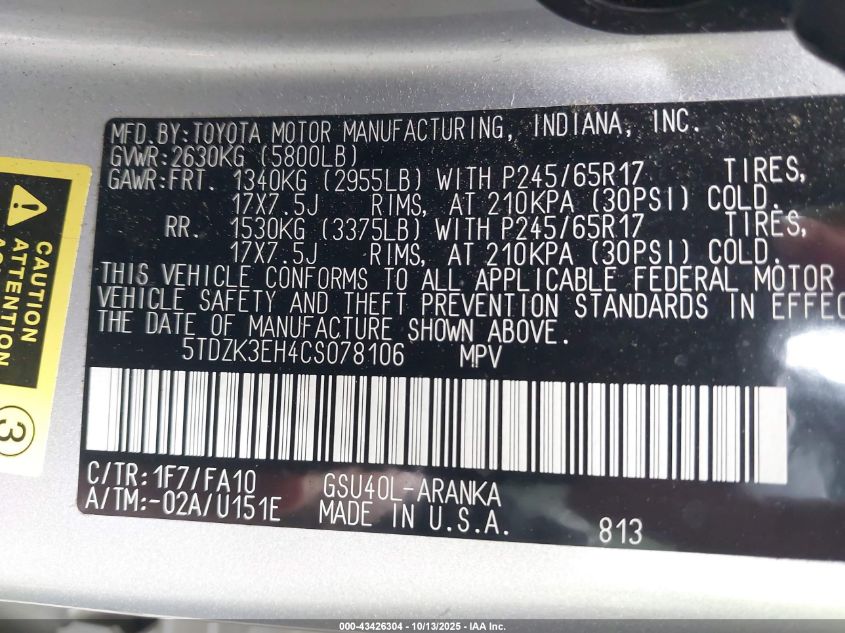 MFD. BY: TOYOTA MOTOR MANUFACTURING, INDIANA, INC.
GVWR: 2630KG (5800LB)
GAWR: FRT. 1340KG (2955LB) WITH P245/65R17 TIRES,
17X7.5J RIMS, AT 210KPA (30PSI) COLD.
RR. 1530KG (3375LB) WITH P245/65R17 TIRES,
17X7.5J RIMS, AT 210KPA (30PSI) COLD.
THIS VEHICLE CONFORMS TO ALL APPLICABLE FEDERAL MOTOR
VEHICLE SAFETY AND THEFT PREVENTION STANDARDS IN EFFEC
THE DATE OF MANUFACTURE SHOWN ABOVE.
5TDZK3EH4CS078106 MPV
C/TR: 1F7/FA10 GSU40L-ARANKA
A/TM:-02A/U151E MADE IN U.S.A. 813
CAUTION
ATTENTION
3
000-43426304 - 10/13/2025 - IAA Inc.